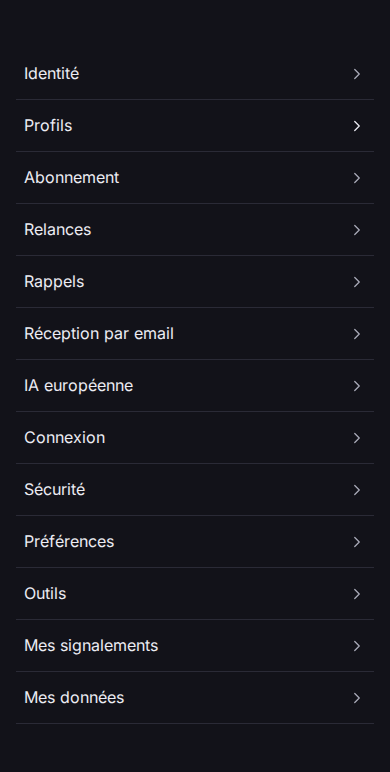 Identité
Profils
Abonnement
Relances
Rappels
Réception par email
IA européenne
Connexion
Sécurité
Préférences
Outils
Mes signalements
Mes données